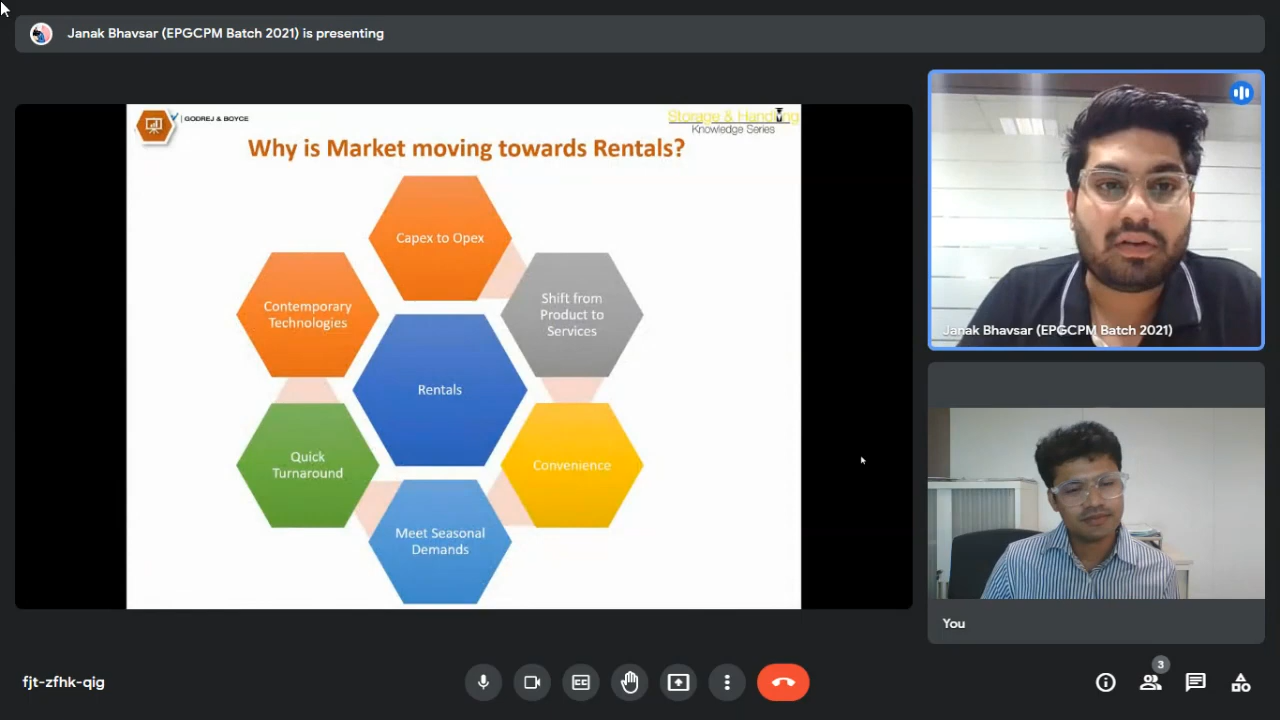 Janak Bhavsar (EPGCPM Batch 2021) is presenting
| GODREJ & BOYCE
Storage & Handling
Knowledge Series
Why is Market moving towards Rentals?
Capex to Opex
Contemporary
Technologies
Shift from
Product to
Services
Rentals
Quick
Turnaround
Convenience
Meet Seasonal
Demands
Janak Bhavsar (EPGCPM Batch 2021)
You
fjt-zfhk-qig
CC
3